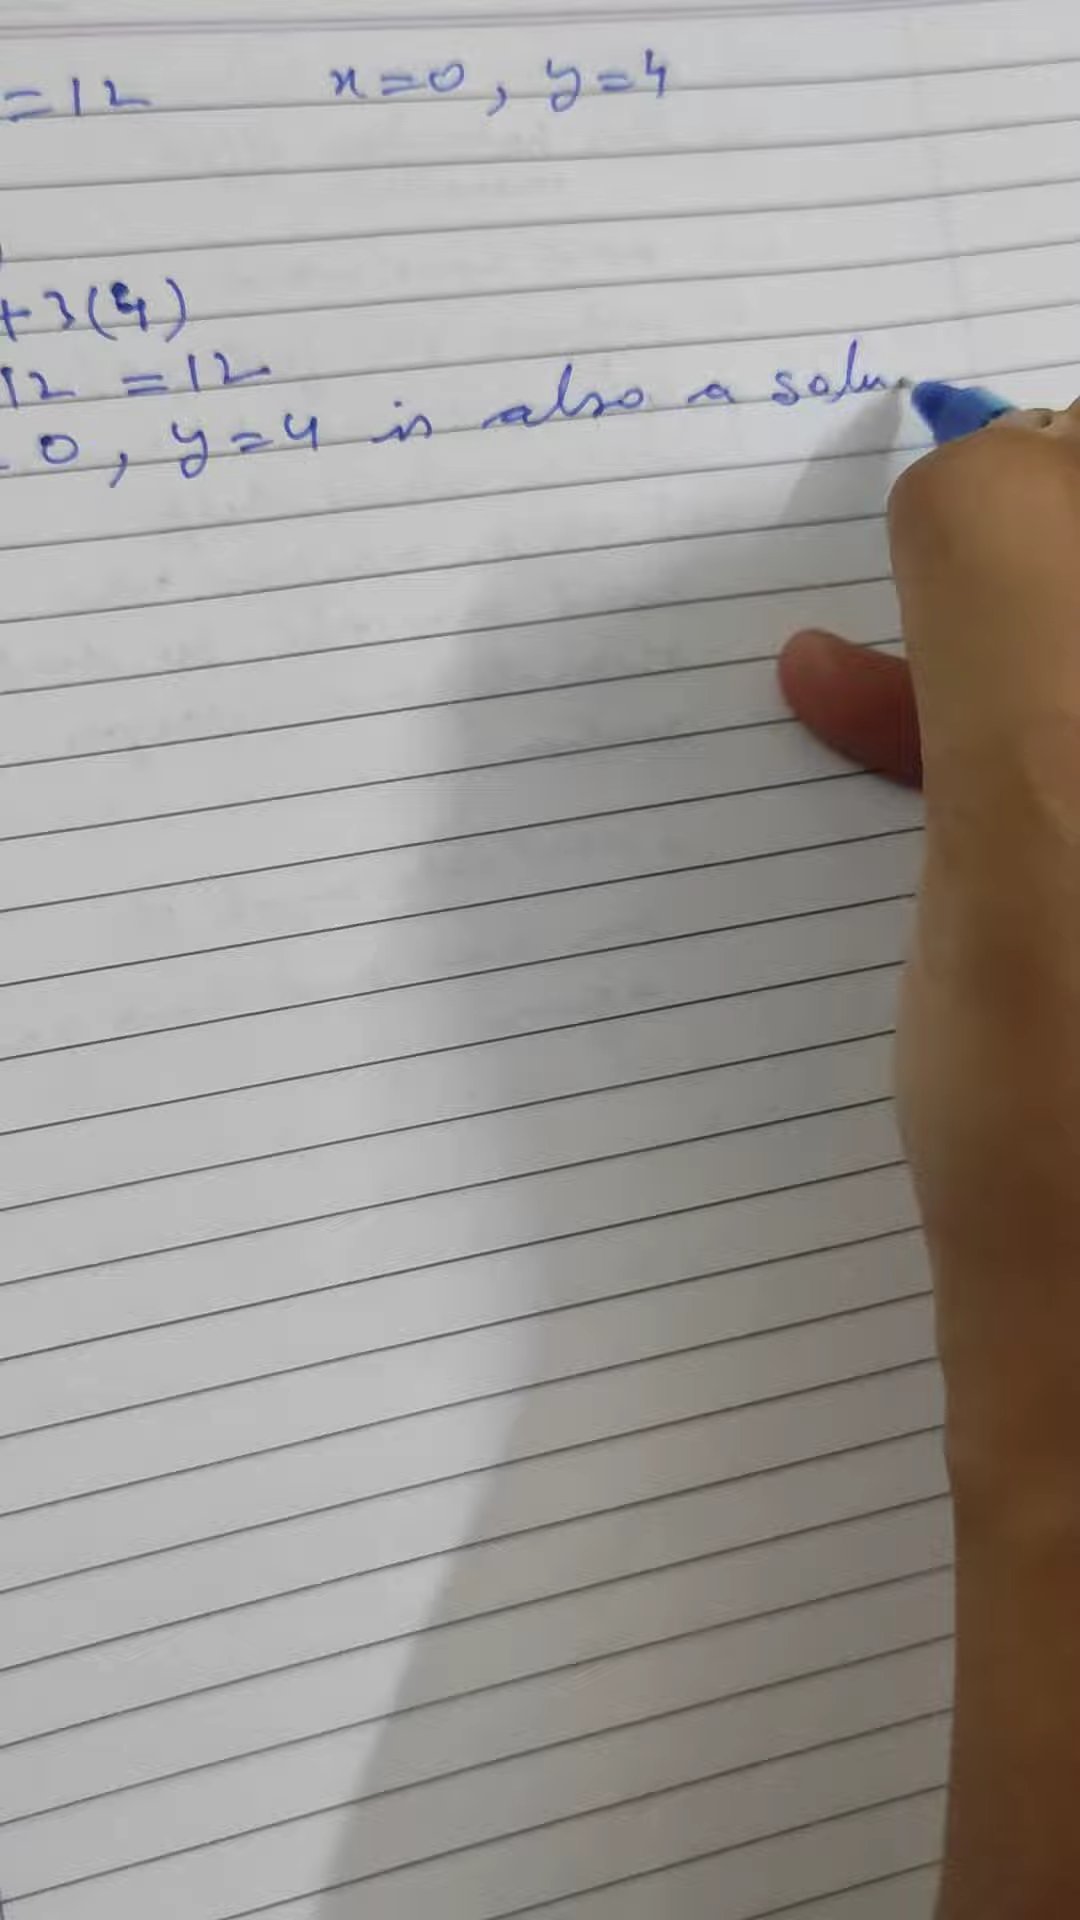 =12 x=0, y=4
+3(4)
12 =12
0, y=4 is also a solu